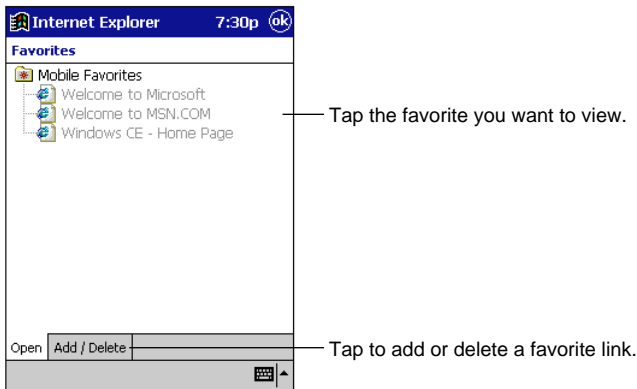 Internet Explorer 7:30p ok
Favorites
Mobile Favorites
Welcome to Microsoft
Welcome to MSN.COM
Tap the favorite you want to view.
Windows CE - Home Page
Open Add / Delete
Tap to add or delete a favorite link.